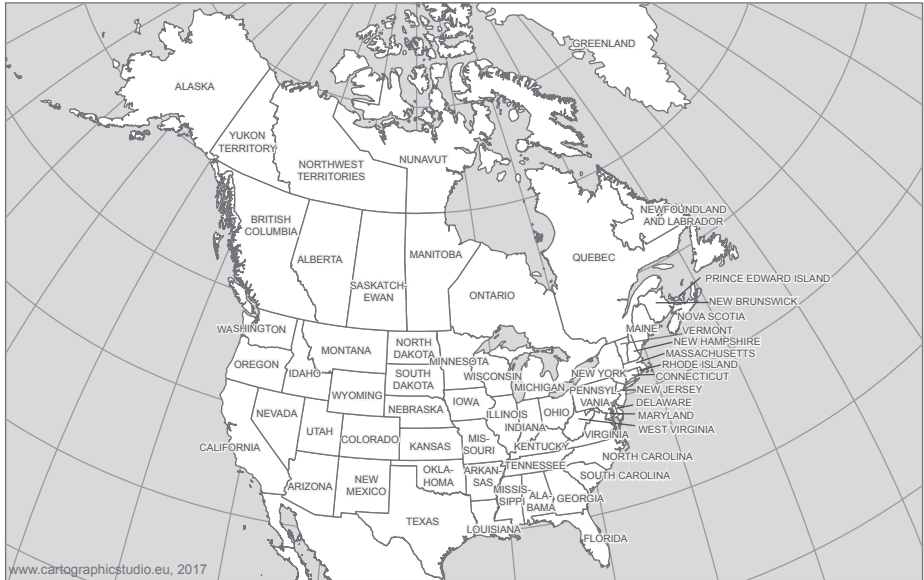 GREENLAND
ALASKA
YUKON
TERRITORY
NORTHWEST
TERRITORIES
NUNAVUT
BRITISH
COLUMBIA
ALBERTA
SASKATCH-
EWAN
MANITOBA
ONTARIO
QUEBEC
NEWFOUNDLAND
AND LABRADOR
PRINCE EDWARD ISLAND
NEW BRUNSWICK
NOVA SCOTIA
MAINE
VERMONT
NEW HAMPSHIRE
MASSACHUSETTS
RHODE ISLAND
CONNECTICUT
NEW JERSEY
DELAWARE
MARYLAND
WEST VIRGINIA
WASHINGTON
OREGON
IDAHO
MONTANA
NORTH
DAKOTA
MINNESOTA
SOUTH
DAKOTA
WISCONSIN
MICHIGAN
NEW YORK
PENNSYL-
VANIA
WYOMING
NEBRASKA
IOWA
ILLINOIS
INDIANA
OHIO
VIRGINIA
CALIFORNIA
NEVADA
UTAH
COLORADO
KANSAS
MIS-
SOURI
KENTUCKY
NORTH CAROLINA
TENNESSEE
SOUTH CAROLINA
ARIZONA
NEW
MEXICO
OKLA-
HOMA
ARKAN-
SAS
MISSIS-
SIPPI
ALA-
BAMA
GEORGIA
TEXAS
LOUISIANA
FLORIDA
www.cartographicstudio.eu, 2017